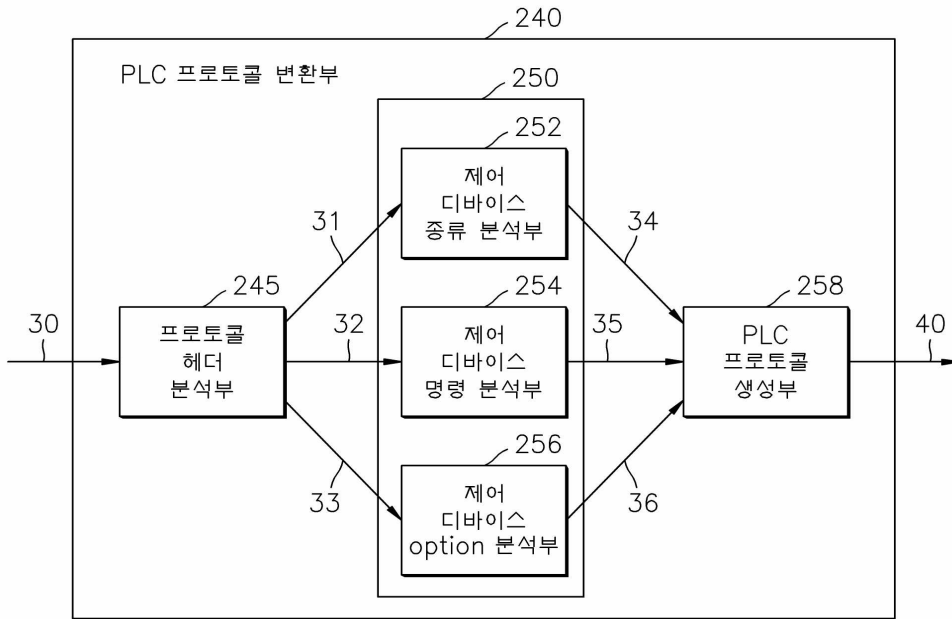 240
PLC 프로토콜 변환부
250
252
제어
디바이스
종류 분석부
31
34
245
254
258
30
프로토콜
헤더
분석부
32
제어
디바이스
명령 분석부
35
PLC
프로토콜
생성부
40
256
33
제어
디바이스
option 분석부
36